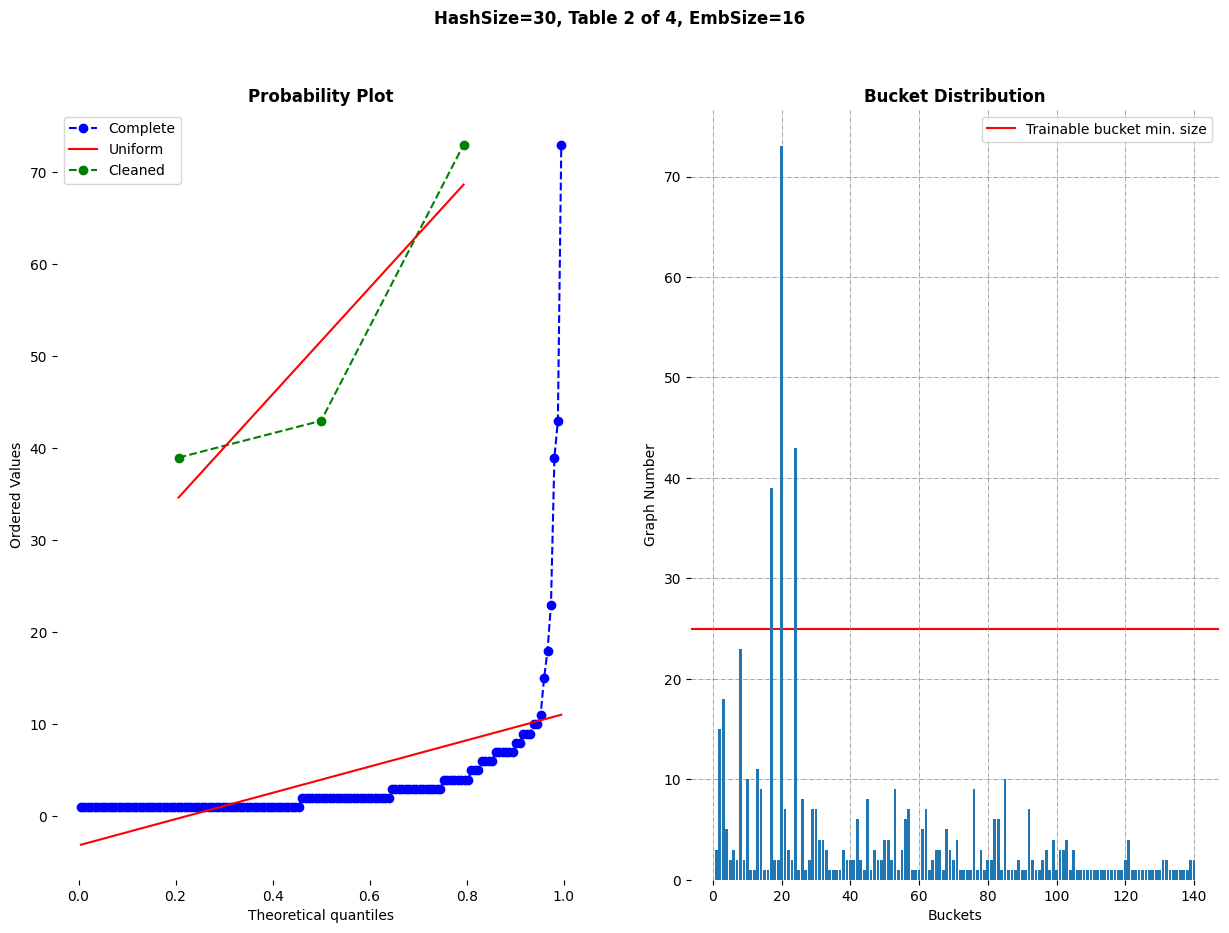 HashSize=30, Table 2 of 4, EmbSize=16
Probability Plot
Complete
Uniform
Cleaned
Ordered Values
70
60
50
40
30
20
10
0
0.0 0.2 0.4 0.6 0.8 1.0
Theoretical quantiles
Bucket Distribution
Trainable bucket min. size
Graph Number
70
60
50
40
30
20
10
0
0 20 40 60 80 100 120 140
Buckets